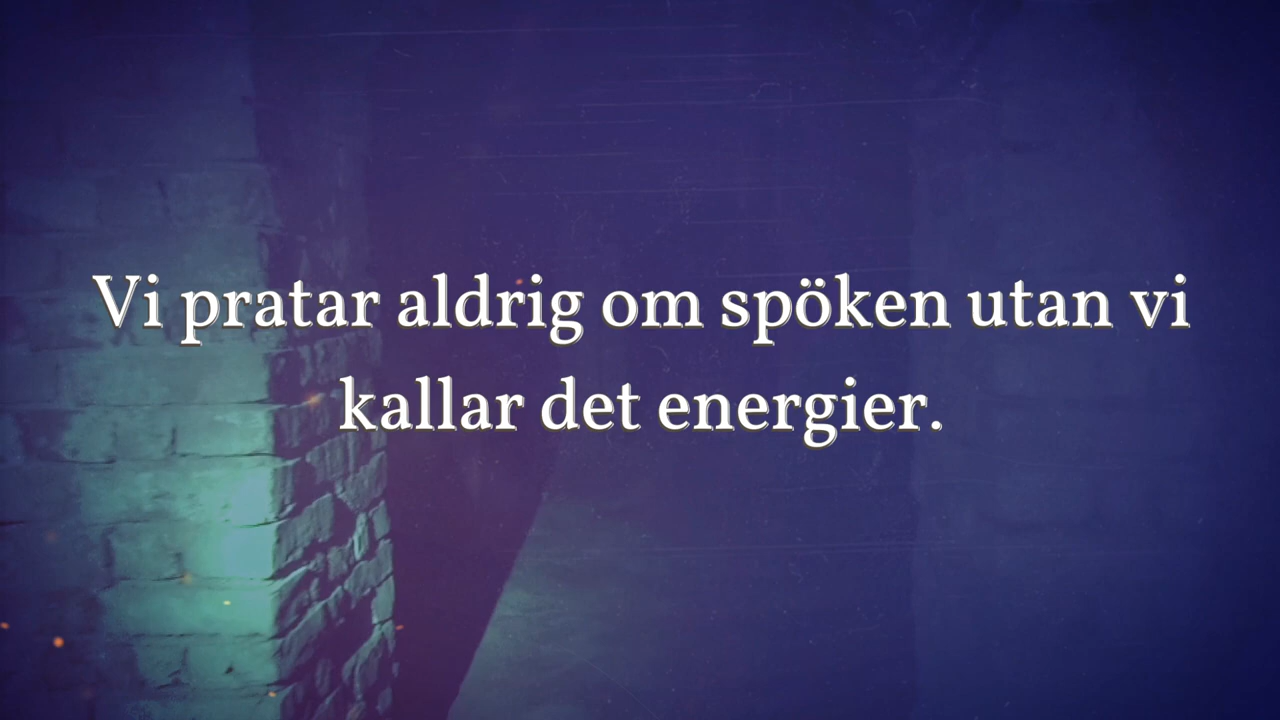 Vi pratar aldrig om spöken utan vi
kallar det energier.